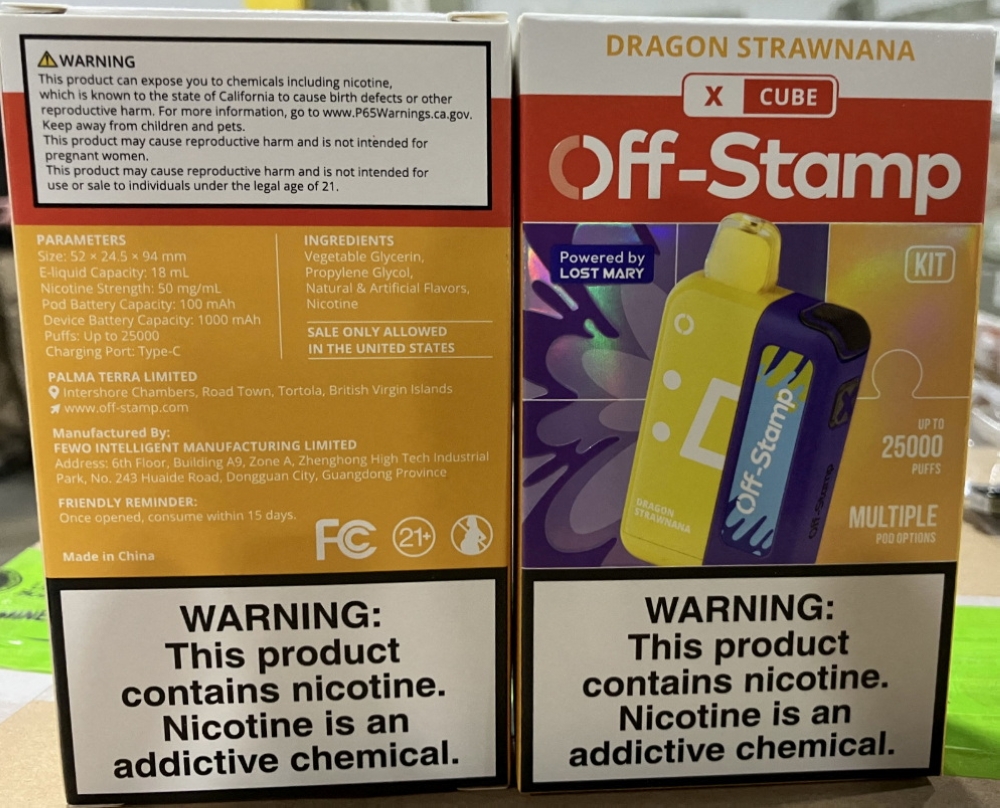 ⚠WARNING
This product can expose you to chemicals including nicotine,
which is known to the state of California to cause birth defects or other
reproductive harm. For more information, go to www.P65Warnings.ca.gov.
Keep away from children and pets.
This product may cause reproductive harm and is not intended for
pregnant women.
This product may cause reproductive harm and is not intended for
use or sale to individuals under the legal age of 21.
PARAMETERS
Size: 52 × 24.5 × 94 mm
E-liquid Capacity: 18 mL
Nicotine Strength: 50 mg/mL
Pod Battery Capacity: 100 mAh
Device Battery Capacity: 1000 mAh
Puffs: Up to 25000
Charging Port: Type-C
INGREDIENTS
Vegetable Glycerin,
Propylene Glycol,
Natural & Artificial Flavors,
Nicotine
SALE ONLY ALLOWED
IN THE UNITED STATES
PALMA TERRA LIMITED
Intershore Chambers, Road Town, Tortola, British Virgin Islands
www.off-stamp.com
Manufactured By:
FEWO INTELLIGENT MANUFACTURING LIMITED
Address: 6th Floor, Building A9, Zone A, Zhenghong High Tech Industrial
Park, No. 243 Huaide Road, Dongguan City, Guangdong Province
FRIENDLY REMINDER:
Once opened, consume within 15 days.
FC
21+
Made in China
WARNING:
This product
contains nicotine.
Nicotine is an
addictive chemical.
DRAGON STRAWNANA
X CUBE
Off-Stamp
Powered by
LOST MARY
KIT
Off-Stamp
OFF-STAMP
DRAGON
STRAWNANA
UP TO
25000
PUFFS
MULTIPLE
POD OPTIONS
WARNING:
This product
contains nicotine.
Nicotine is an
addictive chemical.